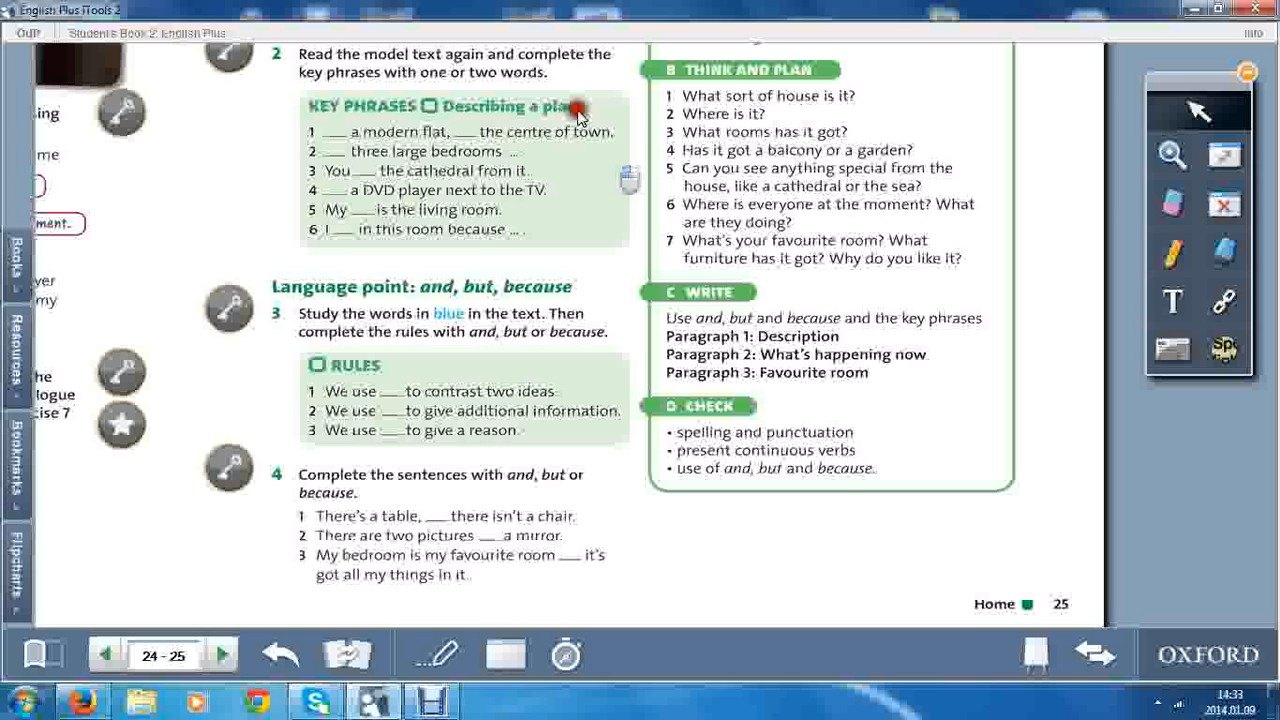 English Plus iTools 2
Students Book 2: English Plus
Info
ing
me
ment.
ver
my
he
logue
ise 7
2 Read the model text again and complete the
key phrases with one or two words.
KEY PHRASES Describing a pla
1 ___ a modern flat, ___ the centre of town.
2 ___ three large bedrooms ... .
3 You ___ the cathedral from it.
4 ___ a DVD player next to the TV.
5 My ___ is the living room.
6 I ___ in this room because ... .
Language point: and, but, because
3 Study the words in blue in the text. Then
complete the rules with and, but or because.
RULES
1 We use ___ to contrast two ideas.
2 We use ___ to give additional information.
3 We use ___ to give a reason.
4 Complete the sentences with and, but or
because.
1 There's a table, ___ there isn't a chair.
2 There are two pictures ___ a mirror.
3 My bedroom is my favourite room ___ it's
got all my things in it.
B THINK AND PLAN
1 What sort of house is it?
2 Where is it?
3 What rooms has it got?
4 Has it got a balcony or a garden?
5 Can you see anything special from the
house, like a cathedral or the sea?
6 Where is everyone at the moment? What
are they doing?
7 What's your favourite room? What
furniture has it got? Why do you like it?
C WRITE
Use and, but and because and the key phrases
Paragraph 1: Description
Paragraph 2: What's happening now
Paragraph 3: Favourite room
D CHECK
• spelling and punctuation
• present continuous verbs
• use of and, but and because.
Home 25
Books
Resources
Bookmarks
Flipcharts
T
sp
24 - 25
OXFORD
14:33
2014.01.09